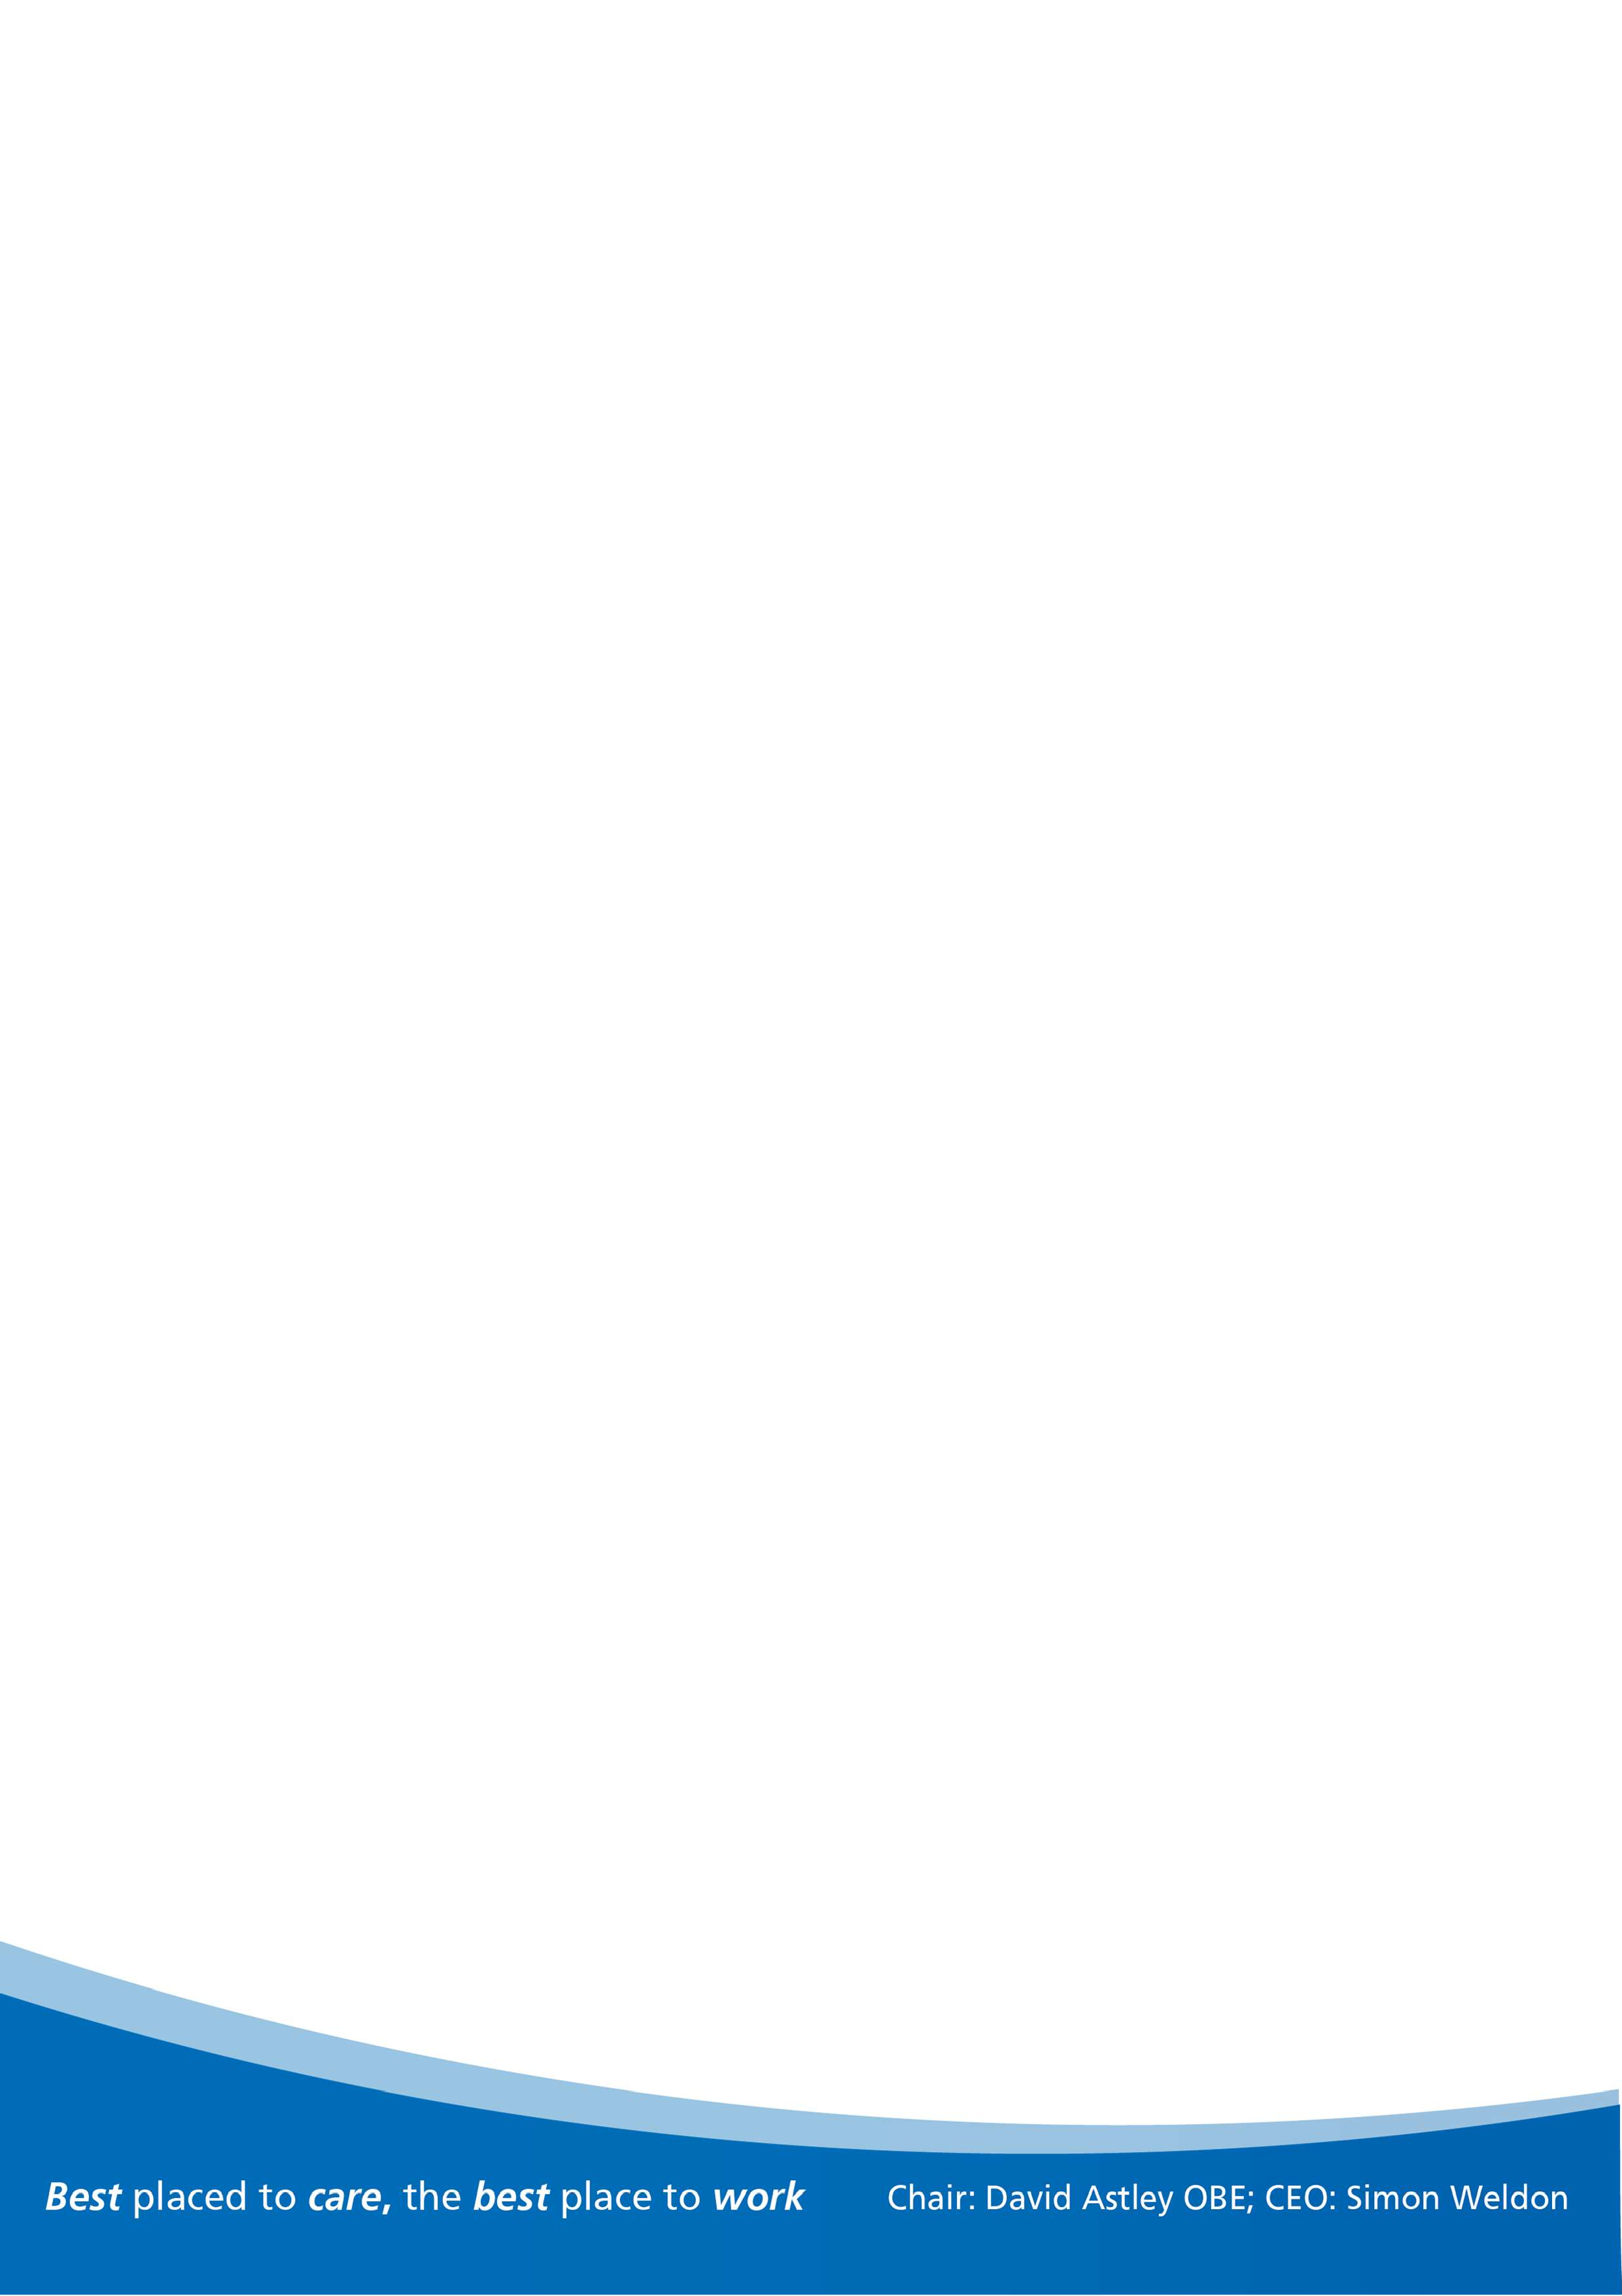 Best placed to care, the best place to work
Chair: David Astley OBE; CEO: Simon Weldon